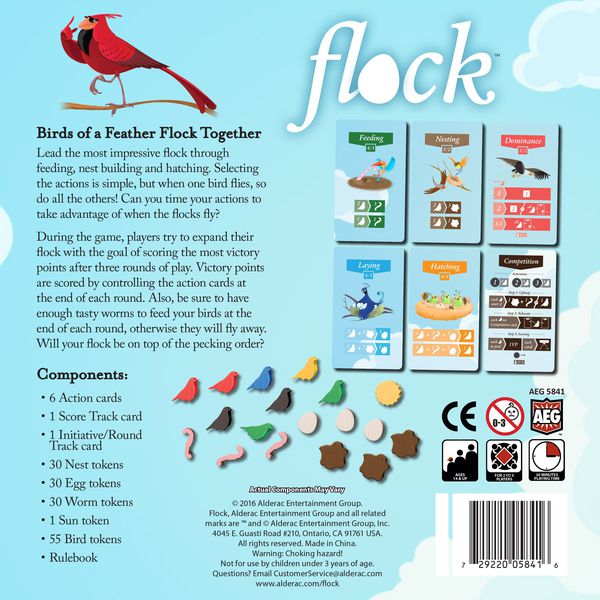 flock™
Birds of a Feather Flock Together
Lead the most impressive flock through
feeding, nest building and hatching. Selecting
the actions is simple, but when one bird flies, so
do all the others! Can you time your actions to
take advantage of when the flocks fly?
During the game, players try to expand their
flock with the goal of scoring the most victory
points after three rounds of play. Victory points
are scored by controlling the action cards at
the end of each round. Also, be sure to have
enough tasty worms to feed your birds at the
end of each round, otherwise they will fly away.
Will your flock be on top of the pecking order?
Components:
• 6 Action cards
• 1 Score Track card
• 1 Initiative/Round
Track card
• 30 Nest tokens
• 30 Egg tokens
• 30 Worm tokens
• 1 Sun token
• 55 Bird tokens
• Rulebook
Feeding
Nesting
Dominance
Laying
4/3
Hatching
4/3
Competition
Actual Components May Vary
© 2016 Alderac Entertainment Group.
Flock, Alderac Entertainment Group and all related
marks are ™ and © Alderac Entertainment Group, Inc.
4045 E. Guasti Road #210, Ontario, CA 91761 USA.
All rights reserved. Made in China.
Warning: Choking hazard!
Not for use by children under 3 years of age.
Questions? Email CustomerService@alderac.com
www.alderac.com/flock
AEG 5841
CE
0-3
AEG
AGES
14 & UP
FOR 2 TO 5
PLAYERS
30 MINUTES
PLAYING TIME
7 29220 05841 6